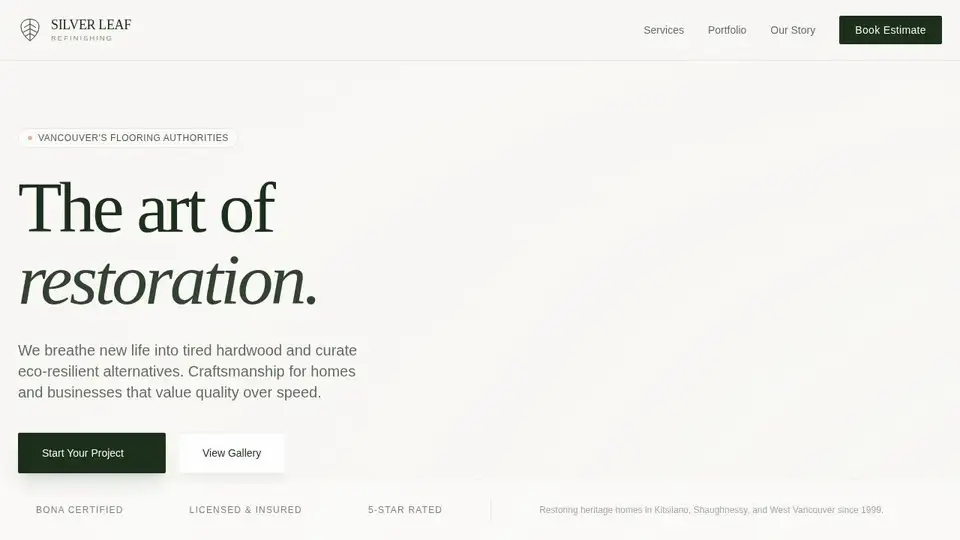 SILVER LEAF
REFINISHING
Services
Portfolio
Our Story
Book Estimate
VANCOUVER'S FLOORING AUTHORITIES
The art of
restoration.
We breathe new life into tired hardwood and curate
eco-resilient alternatives. Craftsmanship for homes
and businesses that value quality over speed.
Start Your Project
View Gallery
BONA CERTIFIED
LICENSED & INSURED
5-STAR RATED
Restoring heritage homes in Kitsilano, Shaughnessy, and West Vancouver since 1999.